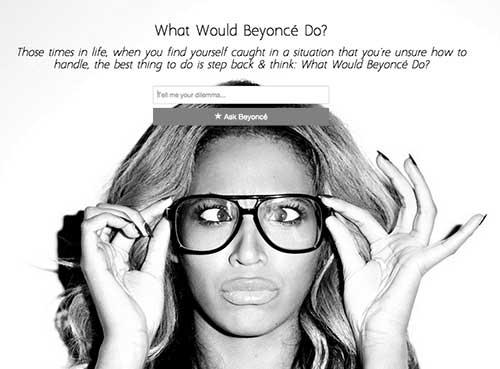 What Would Beyoncé Do?
Those times in life, when you find yourself caught in a situation that you're unsure how to
handle, the best thing to do is step back & think: What Would Beyoncé Do?
Tell me your dilemma...
★ Ask Beyoncé